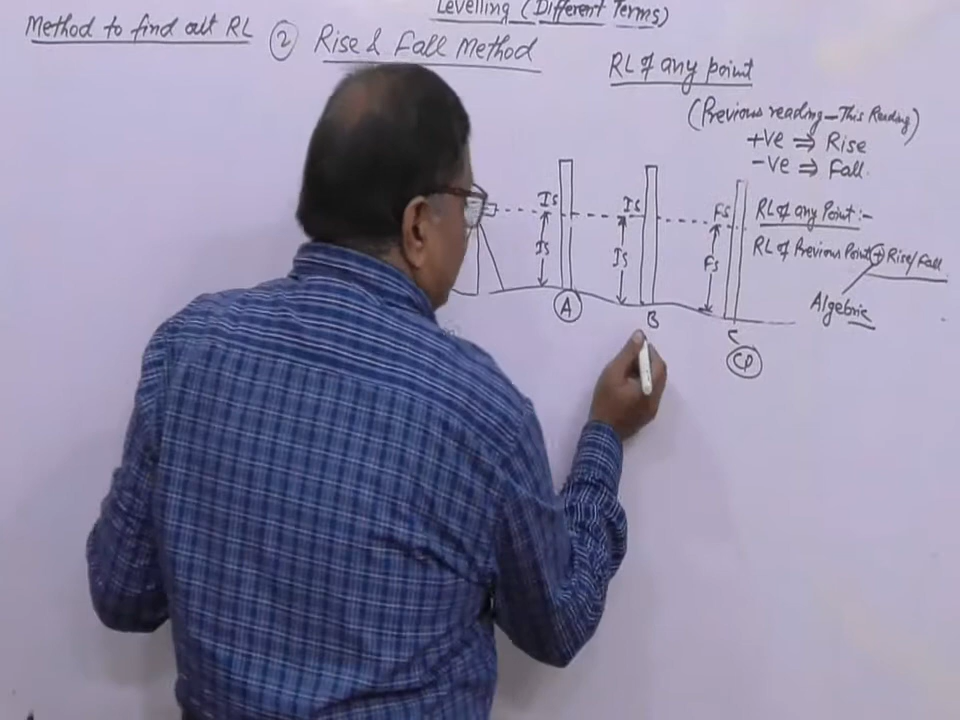 Levelling (Different Terms)
Method to find out RL
2 Rise & Fall Method
RL of any point
(Previous reading - This Reading)
+ve ⇒ Rise
-ve ⇒ Fall.
Is Is Fs
RL of any Point :-
RL of Previous Point + Rise/Fall
Is Is Fs
Algebric
A B C
CP